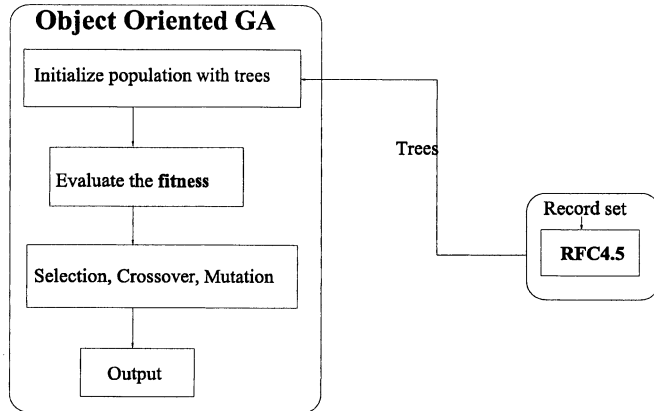 Object Oriented GA
Initialize population with trees
Trees
Evaluate the fitness
Record set
RFC4.5
Selection, Crossover, Mutation
Output